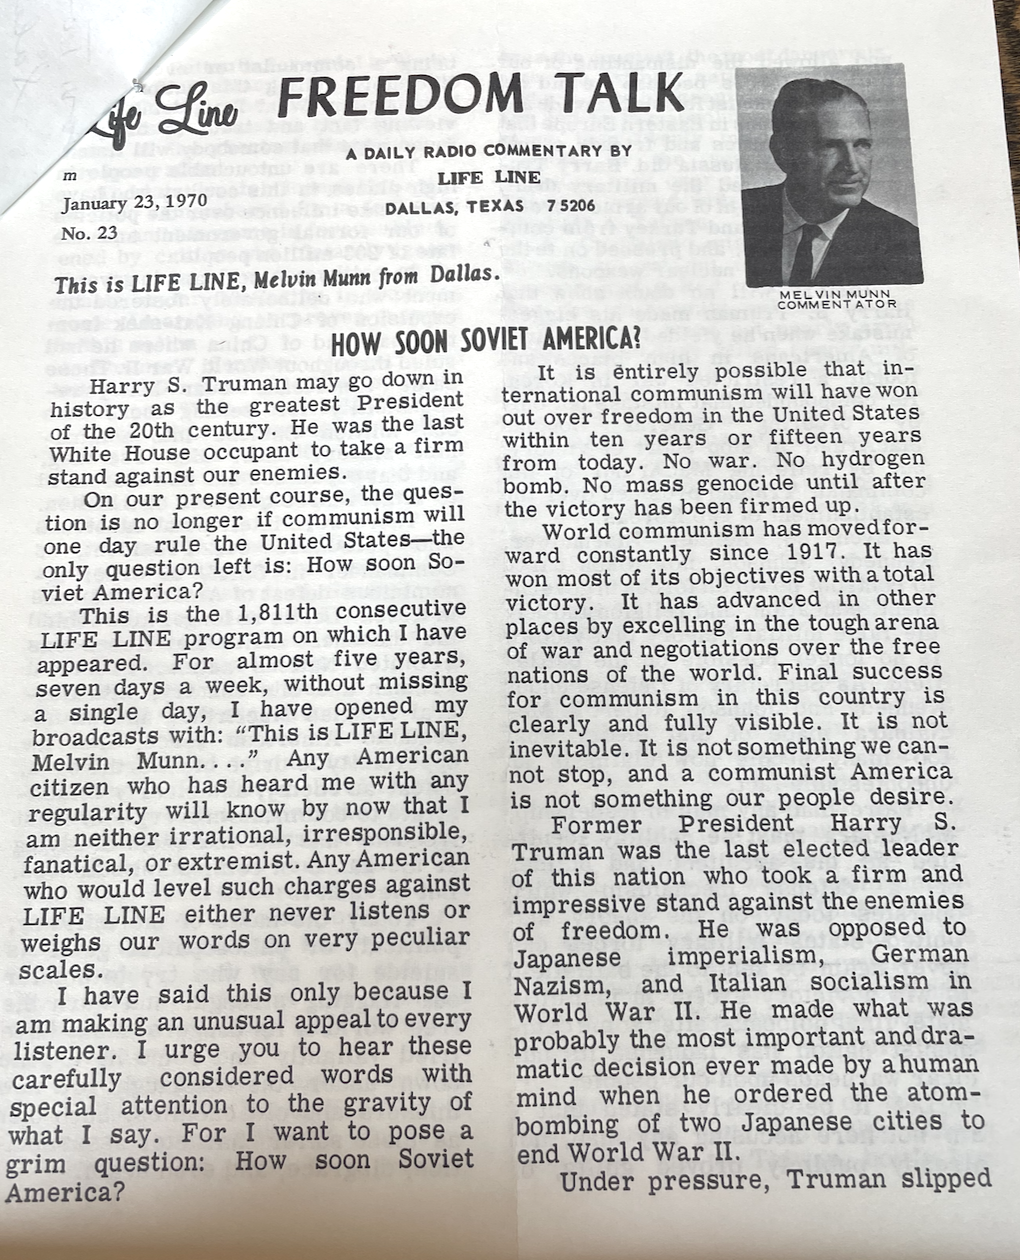 Life Line FREEDOM TALK
A DAILY RADIO COMMENTARY BY
LIFE LINE
DALLAS, TEXAS 75206
m
January 23, 1970
No. 23
This is LIFE LINE, Melvin Munn from Dallas.
MELVIN MUNN
COMMENTATOR
HOW SOON SOVIET AMERICA?
Harry S. Truman may go down in
history as the greatest President
of the 20th century. He was the last
White House occupant to take a firm
stand against our enemies.
On our present course, the ques-
tion is no longer if communism will
one day rule the United States—the
only question left is: How soon So-
viet America?
This is the 1,811th consecutive
LIFE LINE program on which I have
appeared. For almost five years,
seven days a week, without missing
a single day, I have opened my
broadcasts with: “This is LIFE LINE,
Melvin Munn. . . .” Any American
citizen who has heard me with any
regularity will know by now that I
am neither irrational, irresponsible,
fanatical, or extremist. Any American
who would level such charges against
LIFE LINE either never listens or
weighs our words on very peculiar
scales.
I have said this only because I
am making an unusual appeal to every
listener. I urge you to hear these
carefully considered words with
special attention to the gravity of
what I say. For I want to pose a
grim question: How soon Soviet
America?
It is entirely possible that in-
ternational communism will have won
out over freedom in the United States
within ten years or fifteen years
from today. No war. No hydrogen
bomb. No mass genocide until after
the victory has been firmed up.
World communism has moved for-
ward constantly since 1917. It has
won most of its objectives with a total
victory. It has advanced in other
places by excelling in the tough arena
of war and negotiations over the free
nations of the world. Final success
for communism in this country is
clearly and fully visible. It is not
inevitable. It is not something we can-
not stop, and a communist America
is not something our people desire.
Former President Harry S.
Truman was the last elected leader
of this nation who took a firm and
impressive stand against the enemies
of freedom. He was opposed to
Japanese imperialism, German
Nazism, and Italian socialism in
World War II. He made what was
probably the most important and dra-
matic decision ever made by a human
mind when he ordered the atom-
bombing of two Japanese cities to
end World War II.
Under pressure, Truman slipped